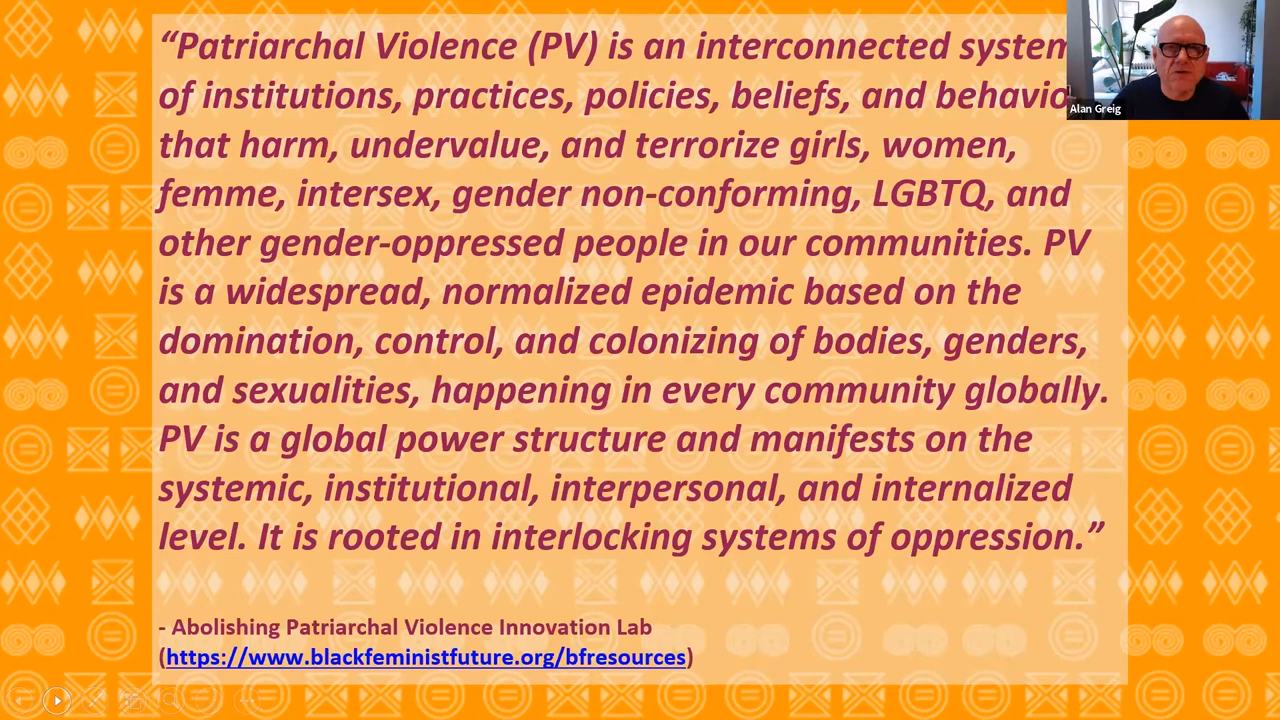 “Patriarchal Violence (PV) is an interconnected system
of institutions, practices, policies, beliefs, and behavio
that harm, undervalue, and terrorize girls, women,
femme, intersex, gender non-conforming, LGBTQ, and
other gender-oppressed people in our communities. PV
is a widespread, normalized epidemic based on the
domination, control, and colonizing of bodies, genders,
and sexualities, happening in every community globally.
PV is a global power structure and manifests on the
systemic, institutional, interpersonal, and internalized
level. It is rooted in interlocking systems of oppression.”
- Abolishing Patriarchal Violence Innovation Lab
(https://www.blackfeministfuture.org/bfresources)
Alan Greig